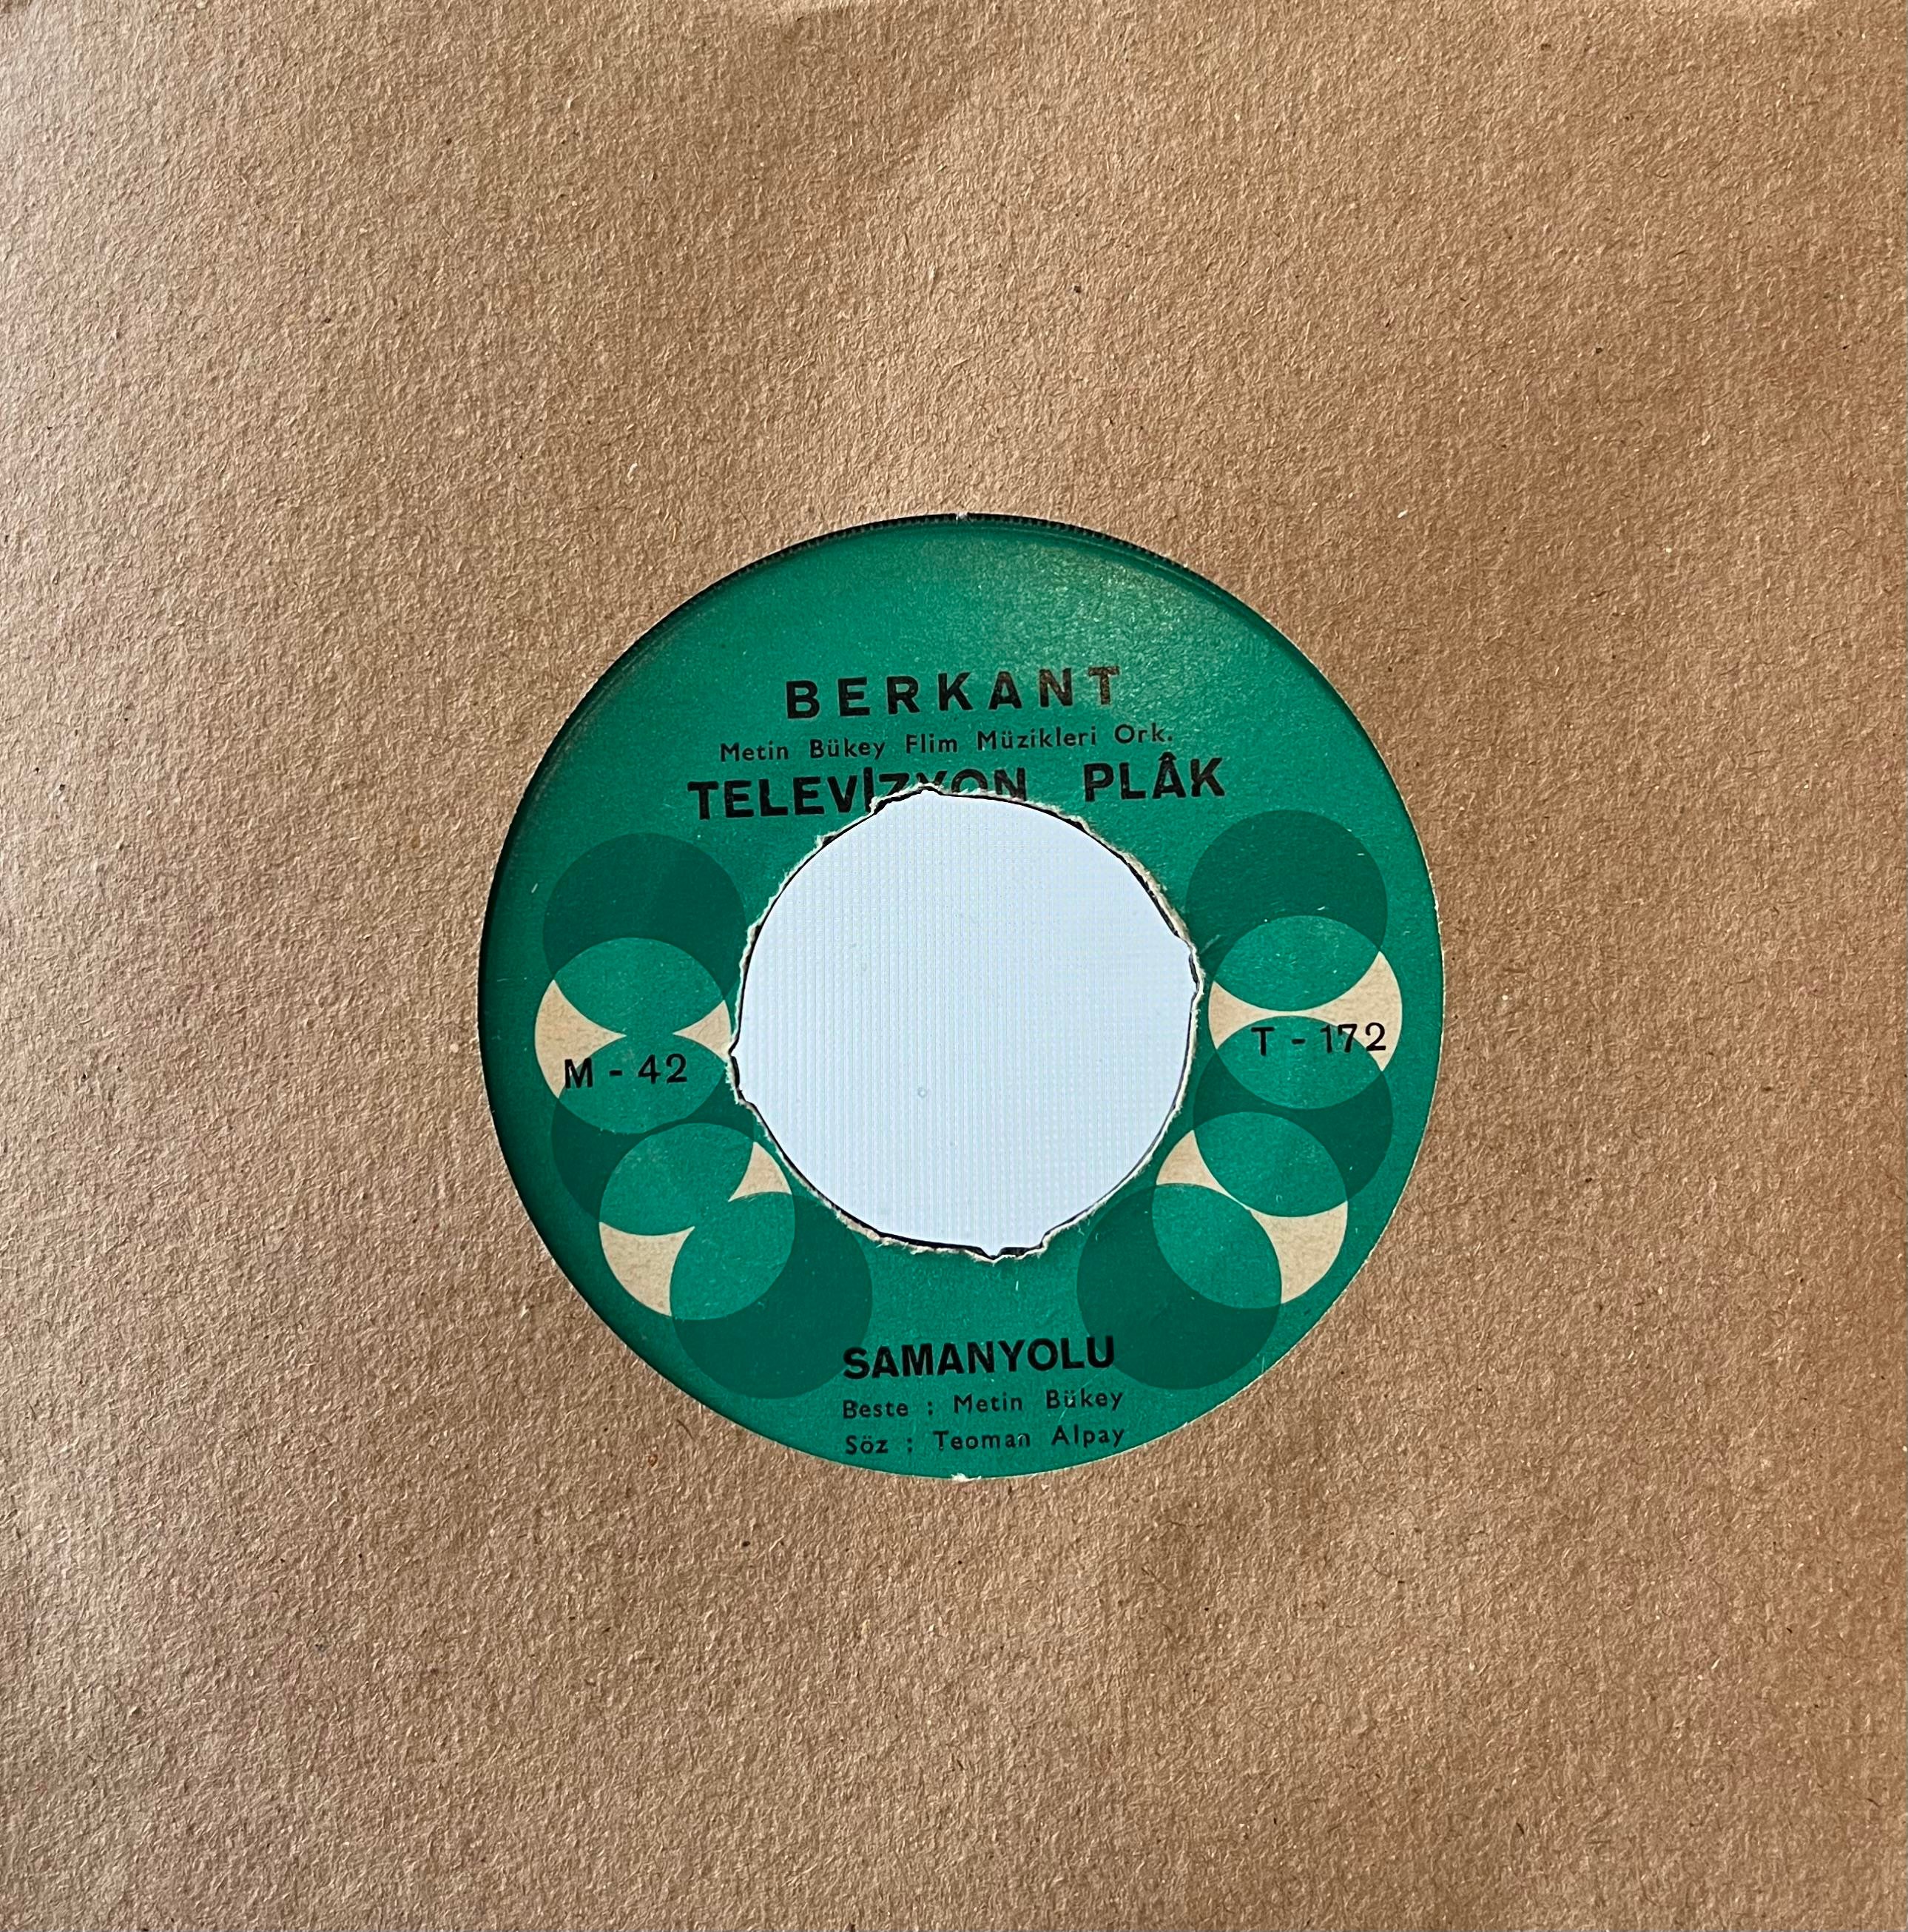 BERKANT
Metin Bükey Flim Müzikleri Ork.
TELEVİZYON PLÂK
M - 42
T - 172
SAMANYOLU
Beste : Metin Bükey
Söz : Teoman Alpay